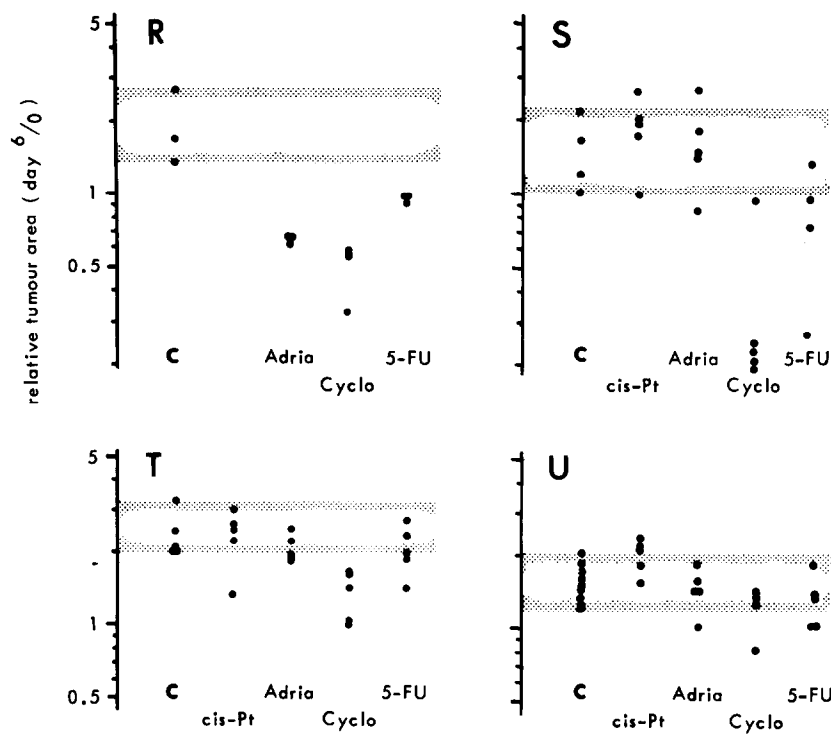 relative tumour area (day 6/0)
5
1
0.5
R
C
Adria
5-FU
Cyclo
S
C
Adria
5-FU
cis-Pt
Cyclo
5
1
0.5
T
C
Adria
5-FU
cis-Pt
Cyclo
U
C
Adria
5-FU
cis-Pt
Cyclo